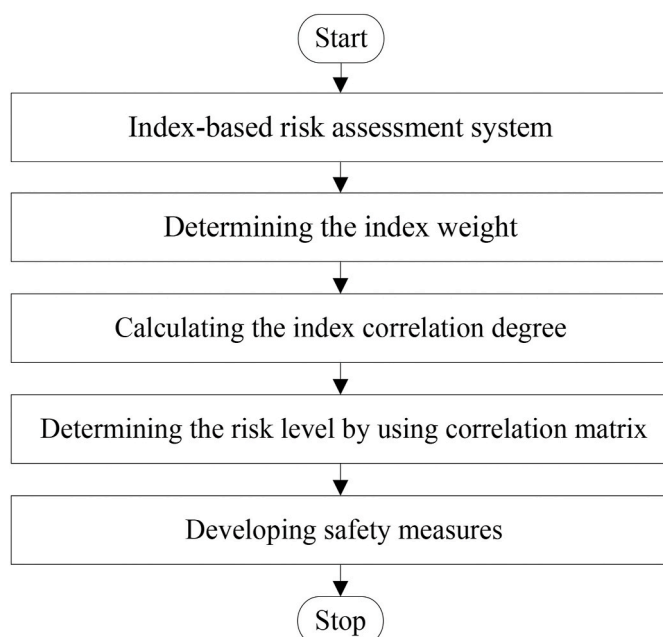 Start
Index-based risk assessment system
Determining the index weight
Calculating the index correlation degree
Determining the risk level by using correlation matrix
Developing safety measures
Stop